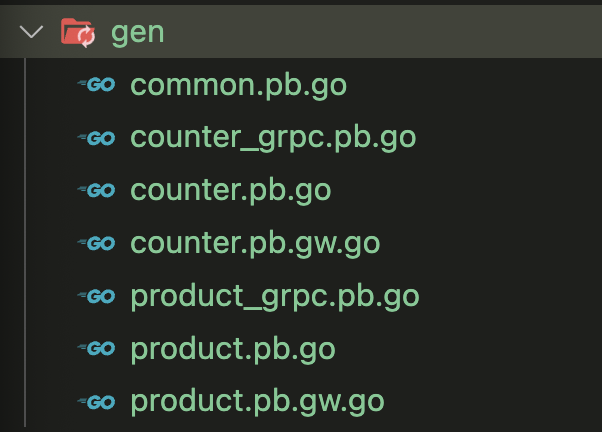 gen
GO common.pb.go
GO counter_grpc.pb.go
GO counter.pb.go
GO counter.pb.gw.go
GO product_grpc.pb.go
GO product.pb.go
GO product.pb.gw.go